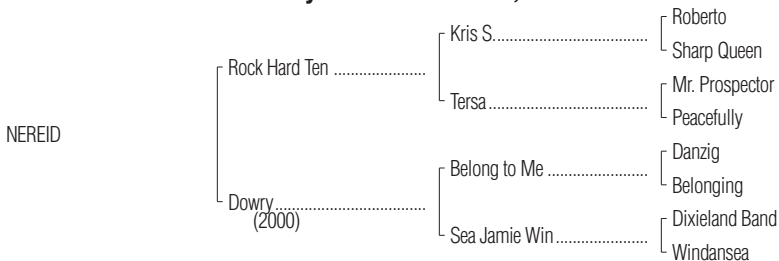 Roberto
Kris S.
Sharp Queen
Rock Hard Ten
Mr. Prospector
Tersa
Peacefully
NEREID
Danzig
Belong to Me
Belonging
Dowry
(2000)
Dixieland Band
Sea Jamie Win
Windansea